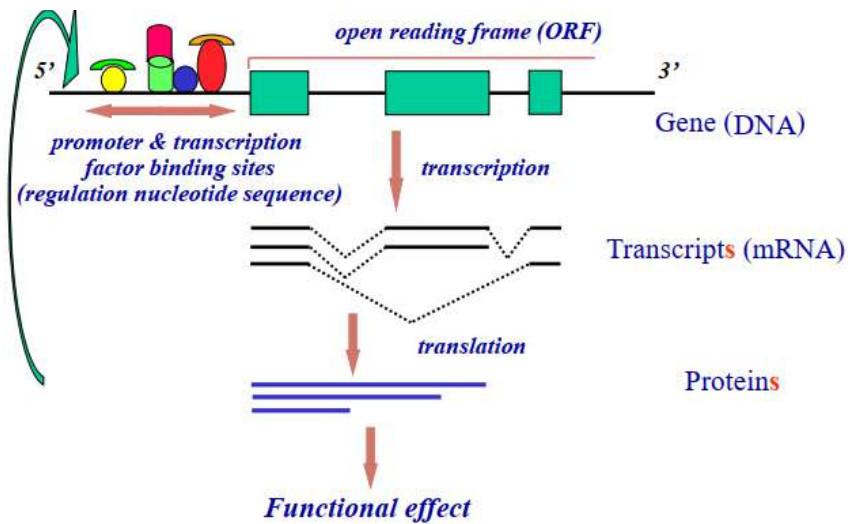 open reading frame (ORF)
5’
3’
Gene (DNA)
promoter & transcription
factor binding sites
(regulation nucleotide sequence)
transcription
Transcripts (mRNA)
translation
Proteins
Functional effect